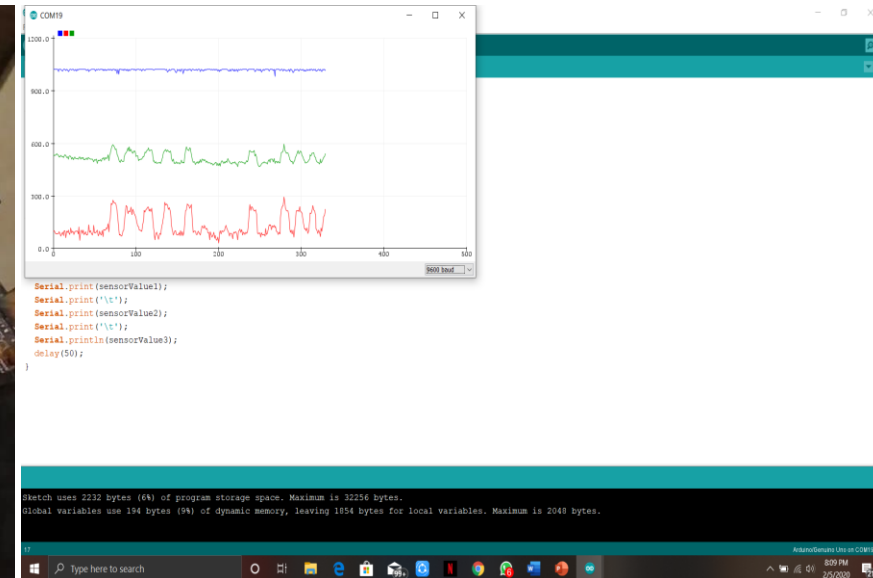 COM19
1200.0
900.0
600.0
300.0
0.0
0 100 200 300 400 500
9600 baud
Serial.print(sensorValue1);
Serial.print('\t');
Serial.print(sensorValue2);
Serial.print('\t');
Serial.println(sensorValue3);
delay(50);
}
Sketch uses 2232 bytes (6%) of program storage space. Maximum is 32256 bytes.
Global variables use 194 bytes (9%) of dynamic memory, leaving 1854 bytes for local variables. Maximum is 2048 bytes.
17
Arduino/Genuino Uno on COM19
Type here to search
99+
N
6
8:09 PM
2/5/2020